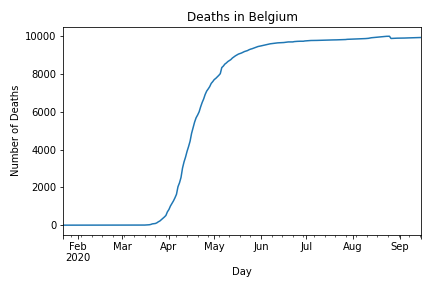 Deaths in Belgium
Number of Deaths
10000
8000
6000
4000
2000
0
Feb Mar Apr May Jun Jul Aug Sep
2020
Day